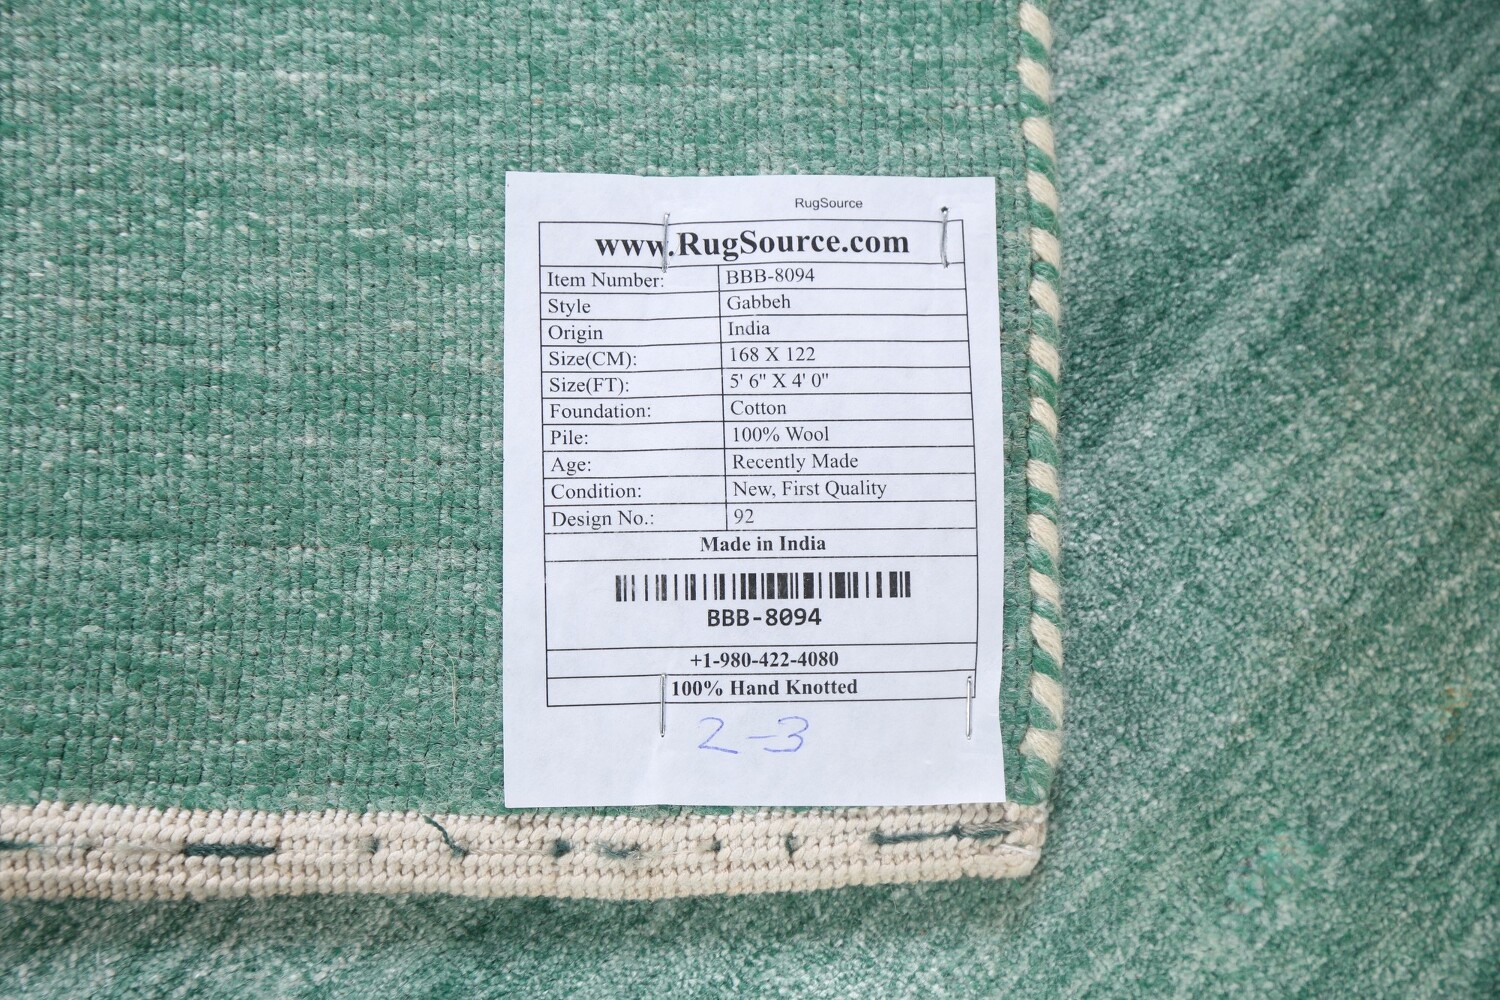 RugSource
www.RugSource.com
Item Number: BBB-8094
Style Gabbeh
Origin India
Size(CM): 168 X 122
Size(FT): 5' 6" X 4' 0"
Foundation: Cotton
Pile: 100% Wool
Age: Recently Made
Condition: New, First Quality
Design No.: 92
Made in India
BBB-8094
+1-980-422-4080
100% Hand Knotted
2-3